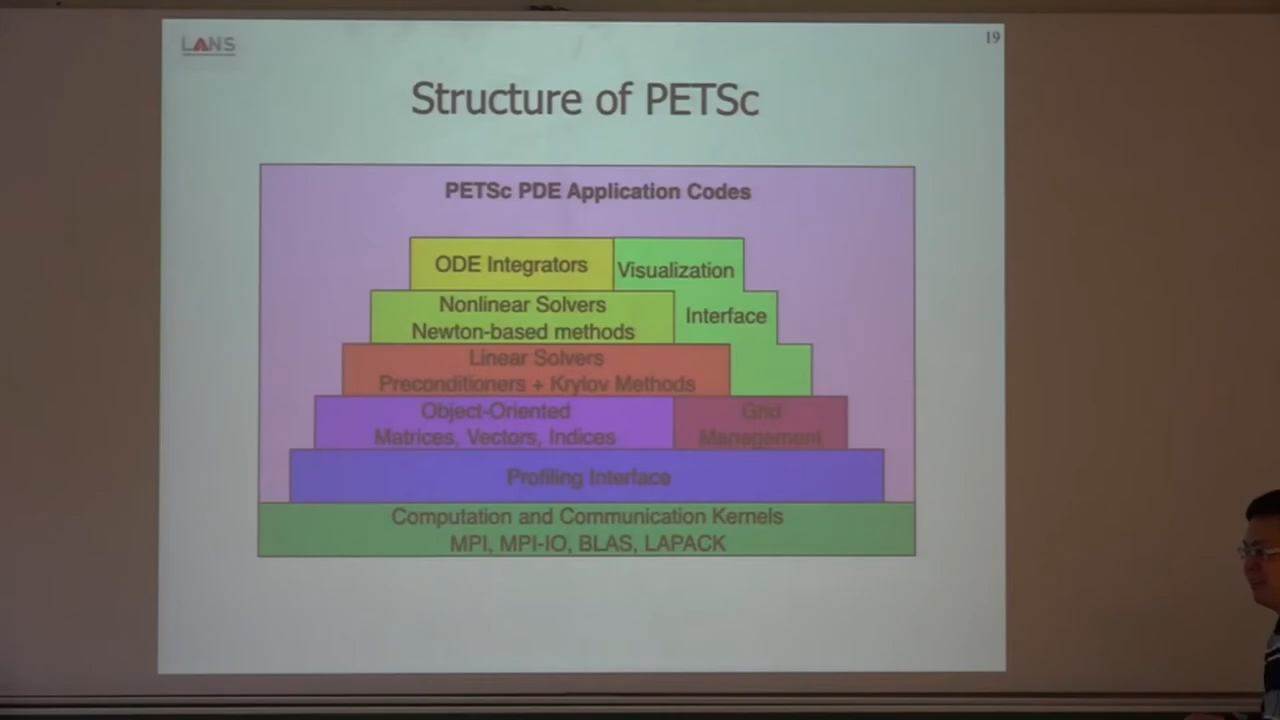 LANS
19
Structure of PETSc
PETSc PDE Application Codes
ODE Integrators
Visualization
Nonlinear Solvers
Newton-based methods
Interface
Linear Solvers
Preconditioners + Krylov Methods
Object-Oriented
Matrices, Vectors, Indices
Grid
Management
Profiling Interface
Computation and Communication Kernels
MPI, MPI-IO, BLAS, LAPACK